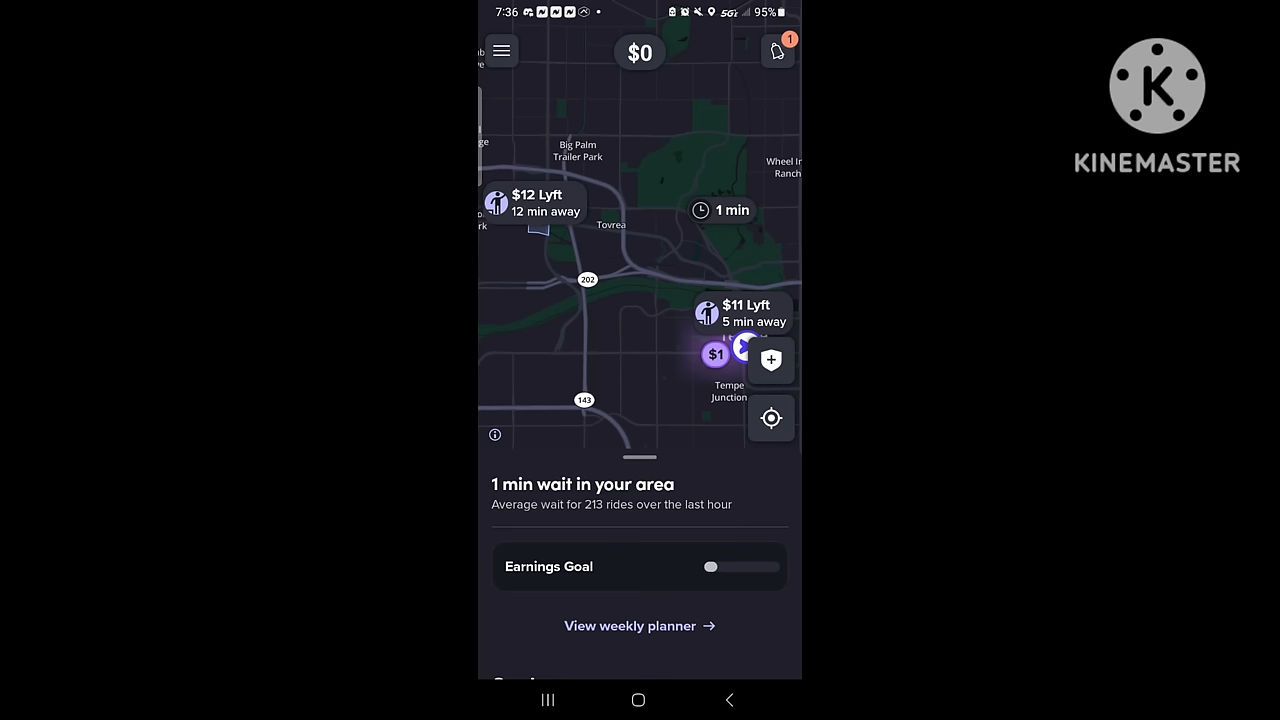 7:36
5G
95%
$0
1
Big Palm
Trailer Park
Wheel In
Ranch
$12 Lyft
12 min away
1 min
Tovrea
202
$11 Lyft
5 min away
$1
Tempe
Junction
143
1 min wait in your area
Average wait for 213 rides over the last hour
Earnings Goal
View weekly planner →
K
KINEMASTER